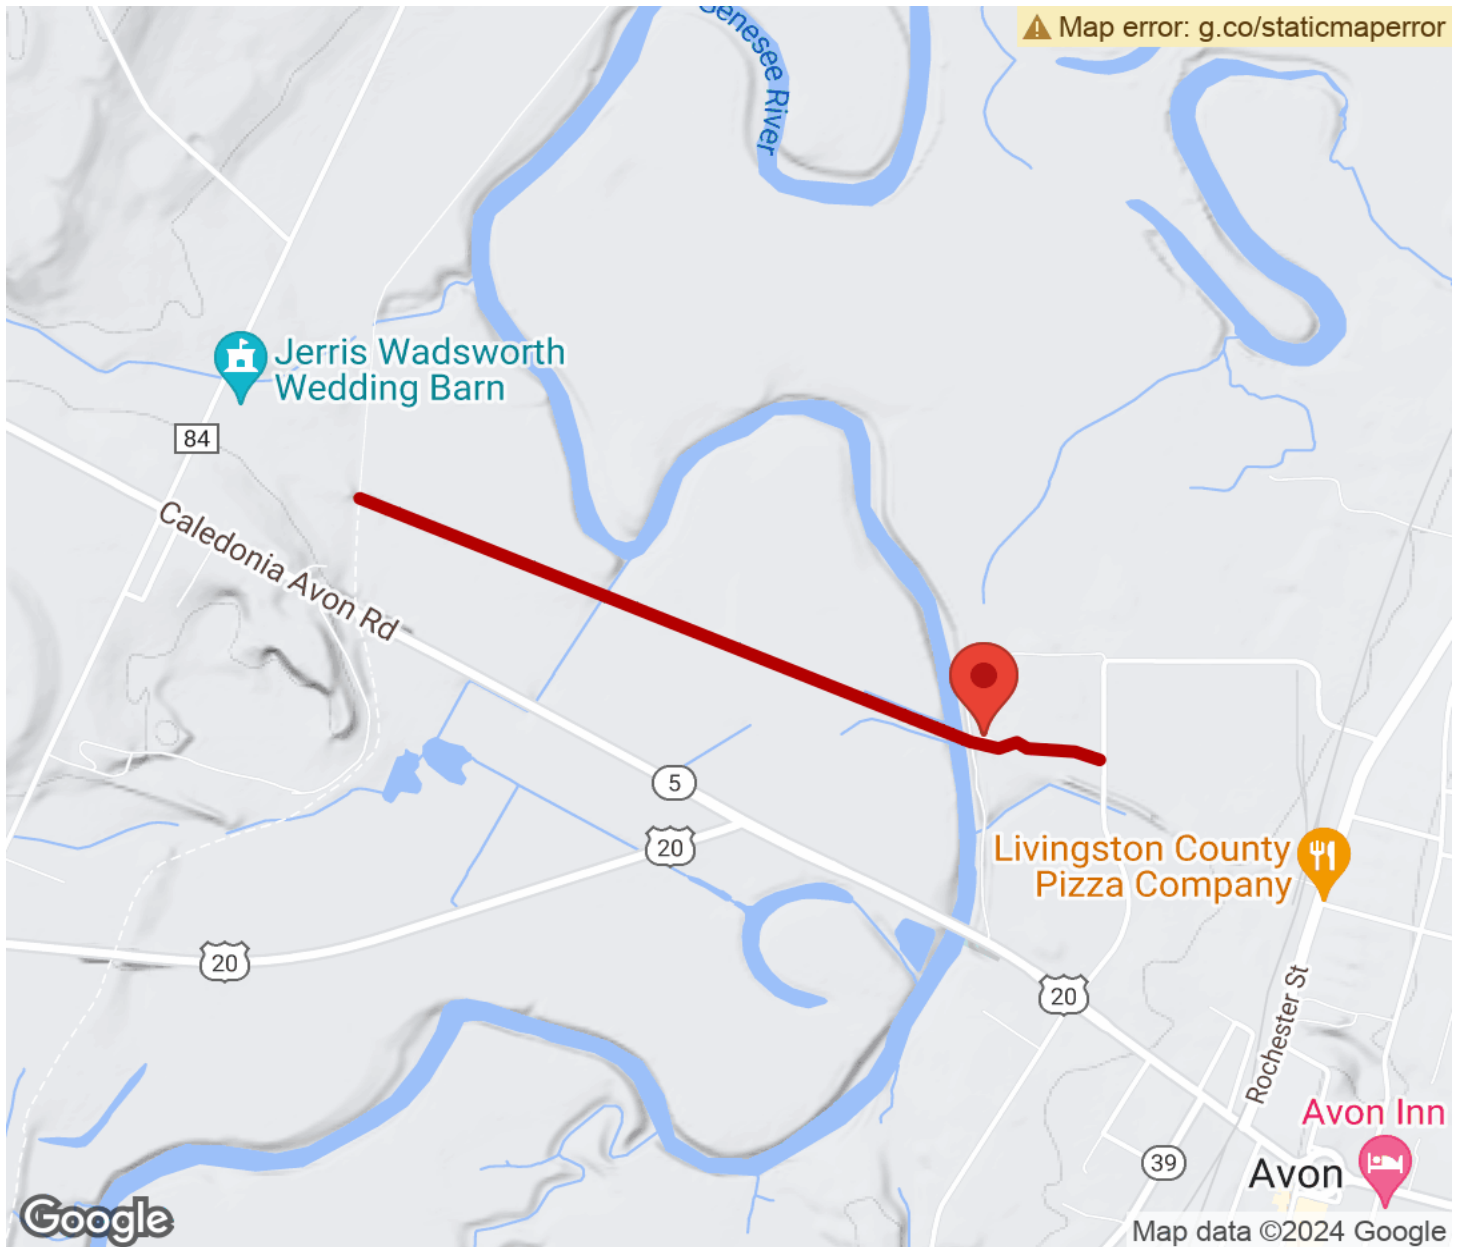 Genesee River
Map error: g.co/staticmaperror
Jerris Wadsworth
Wedding Barn
84
Caledonia Avon Rd
5
20
Livingston County
Pizza Company
20
20
Rochester St
Avon Inn
39
Avon
Google
Map data ©2024 Google